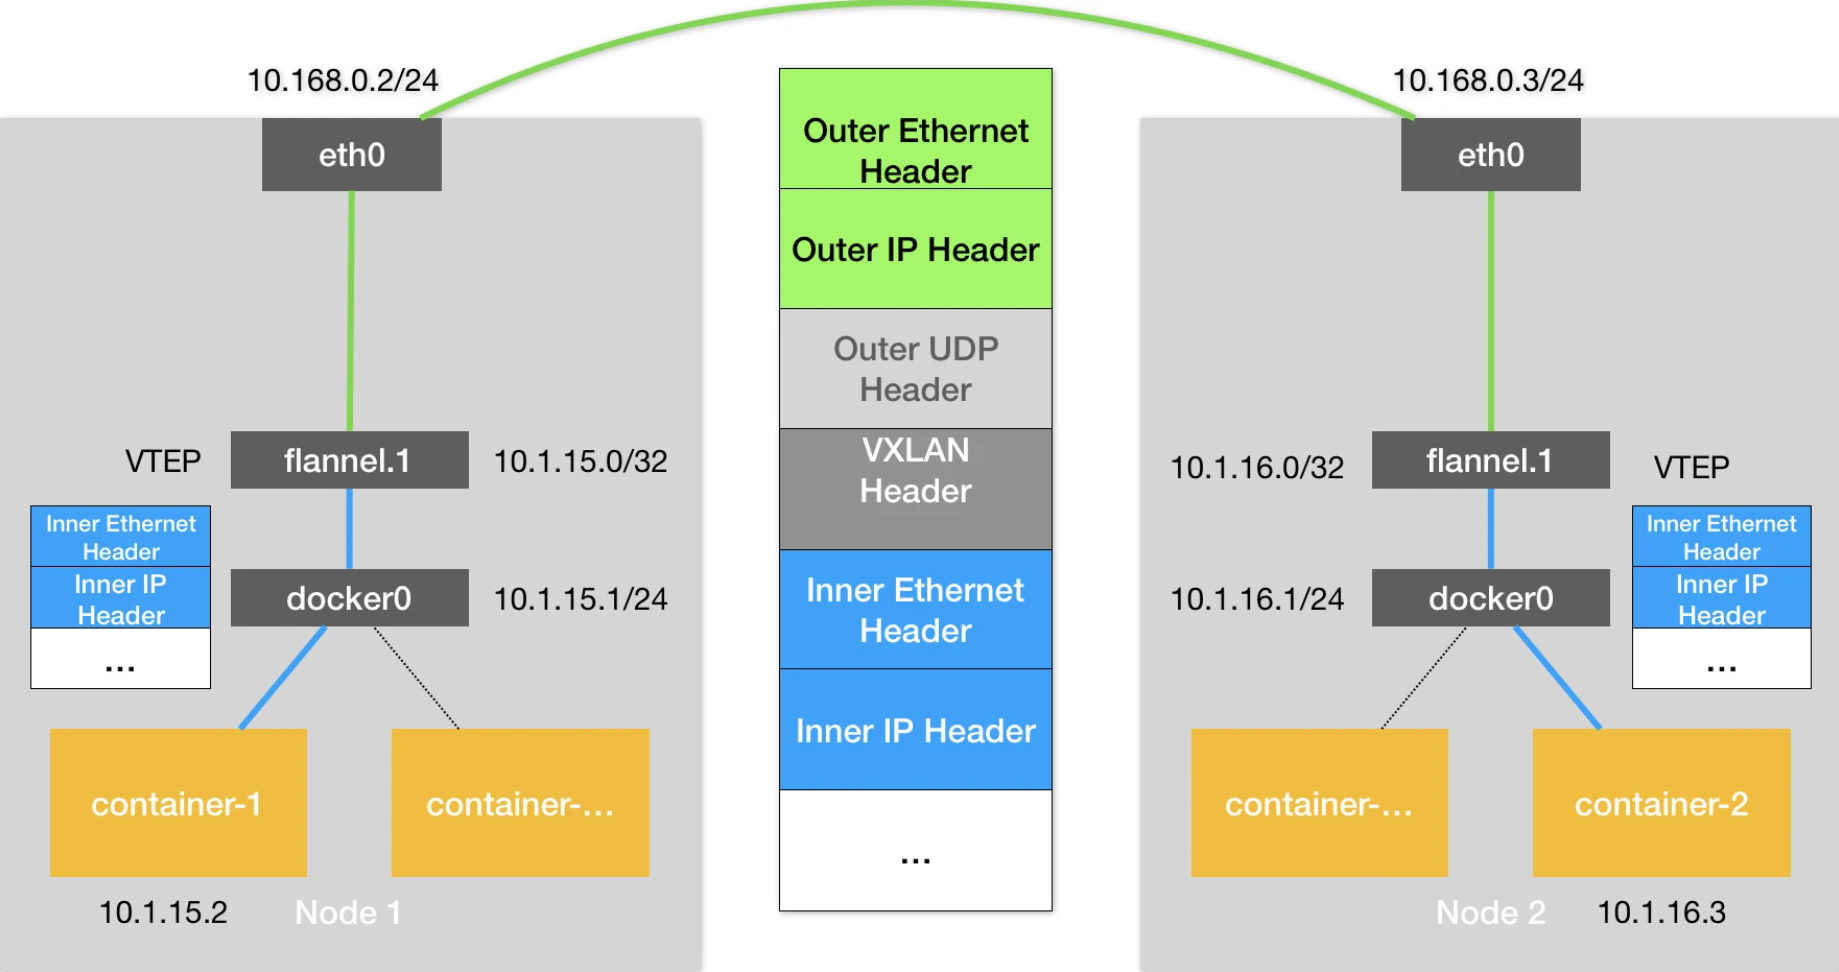 10.168.0.2/24
eth0
VTEP
flannel.1
10.1.15.0/32
Inner Ethernet
Header
Inner IP
Header
...
docker0
10.1.15.1/24
container-1
container-...
10.1.15.2
Node 1
Outer Ethernet
Header
Outer IP Header
Outer UDP
Header
VXLAN
Header
Inner Ethernet
Header
Inner IP Header
...
10.168.0.3/24
eth0
10.1.16.0/32
flannel.1
VTEP
10.1.16.1/24
docker0
Inner Ethernet
Header
Inner IP
Header
...
container-...
container-2
Node 2
10.1.16.3